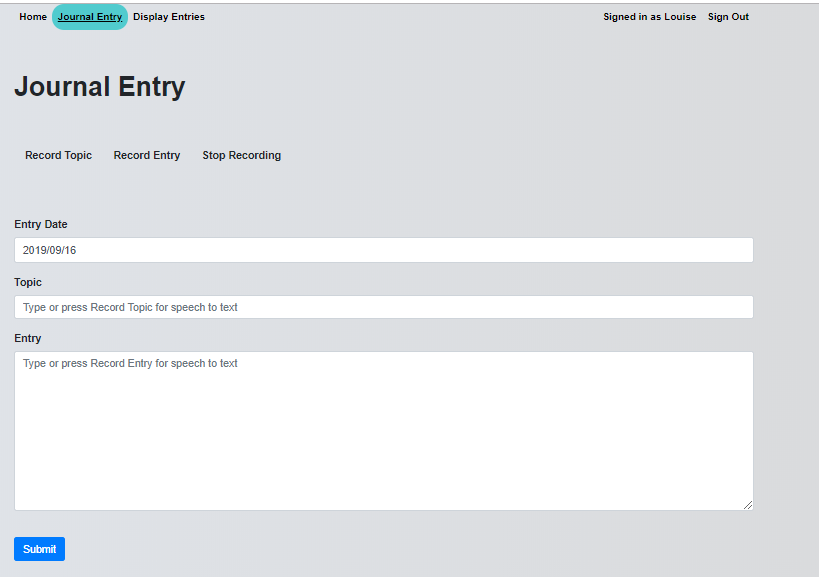 Home Journal Entry Display Entries Signed in as Louise Sign Out
Journal Entry
Record Topic Record Entry Stop Recording
Entry Date
2019/09/16
Topic
Type or press Record Topic for speech to text
Entry
Type or press Record Entry for speech to text
Submit